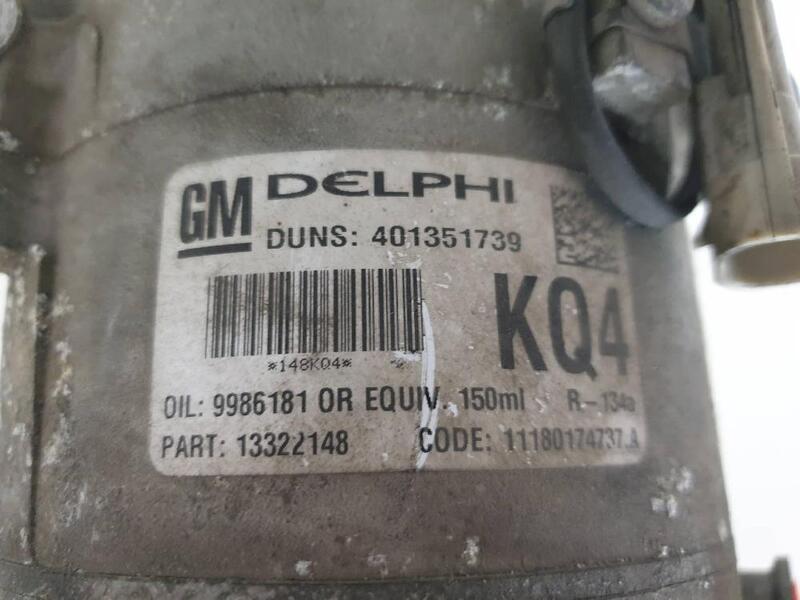 GM DELPHI
DUNS: 401351739
KQ4
*148KQ4*
OIL: 9986181 OR EQUIV. 150ml R-134a
PART: 13322148 CODE: 11180174737.A